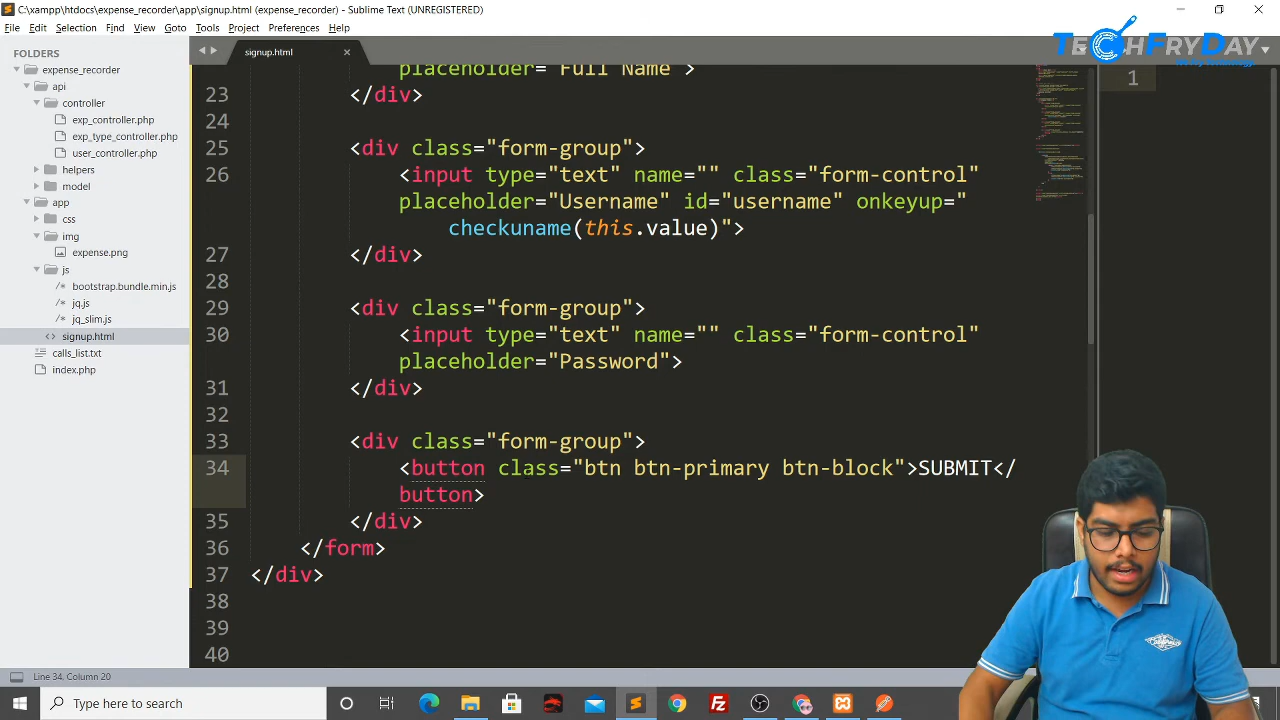 C:\xampp\htdocs\expense_recorder\app\signup.html (expense_recorder) - Sublime Text (UNREGISTERED)
File Edit Selection Find View Goto Tools Project Preferences Help
TECHFRYDAY
FOLDERS
expense_recorder
api
controller
exp_type_controller.php
user_controller.php
helpers
model
app
css
img
expense.png
js
bootstrap.bundle.min.js
jq.js
jq_slim.js
signup.html
calls_list.txt
index.php
signup.html
placeholder="Full Name">
23 </div>
24
25 <div class="form-group">
26 <input type="text" name="" class="form-control"
placeholder="Username" id="username" onkeyup="
checkuname(this.value)">
27 </div>
28
29 <div class="form-group">
30 <input type="text" name="" class="form-control"
placeholder="Password">
31 </div>
32
33 <div class="form-group">
34 <button class="btn btn-primary btn-block">SUBMIT</
button>
35 </div>
36 </form>
37 </div>
38
39
40
1
Line 34, Column 20
Type here to search